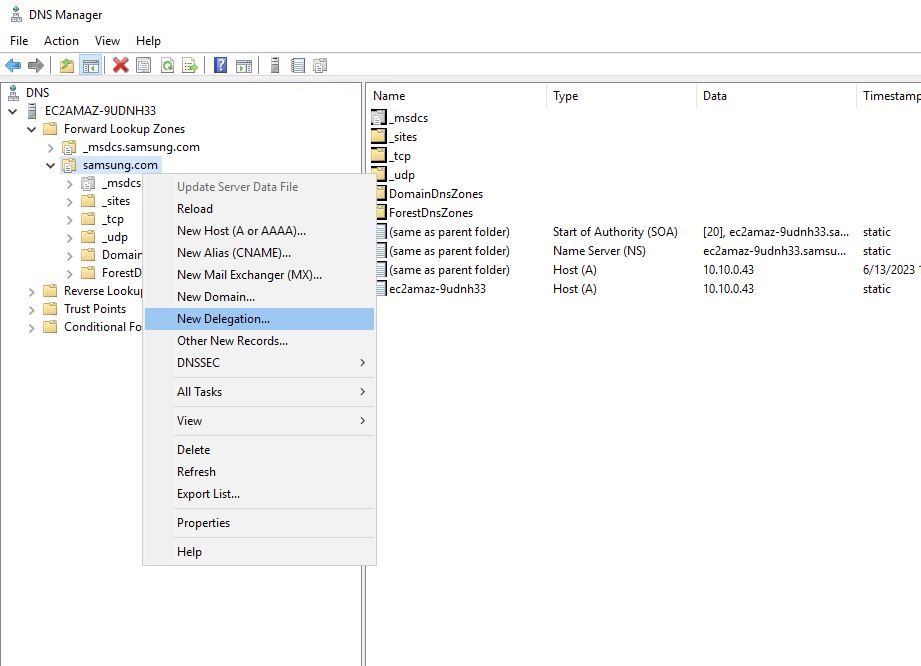 DNS Manager
File Action View Help
Name Type Data Timestamp
DNS
EC2AMAZ-9UDNH33
Forward Lookup Zones
_msdcs.samsung.com
samsung.com
_msdcs
_sites
_tcp
_udp
Domain
ForestD
Reverse Lookup
Trust Points
Conditional Fo
Update Server Data File
Reload
New Host (A or AAAA)...
New Alias (CNAME)...
New Mail Exchanger (MX)...
New Domain...
New Delegation...
Other New Records...
DNSSEC
All Tasks
View
Delete
Refresh
Export List...
Properties
Help
_msdcs
_sites
_tcp
_udp
DomainDnsZones
ForestDnsZones
(same as parent folder) Start of Authority (SOA) [20], ec2amaz-9udnh33.sa... static
(same as parent folder) Name Server (NS) ec2amaz-9udnh33.samsu... static
(same as parent folder) Host (A) 10.10.0.43 6/13/2023 1
ec2amaz-9udnh33 Host (A) 10.10.0.43 static